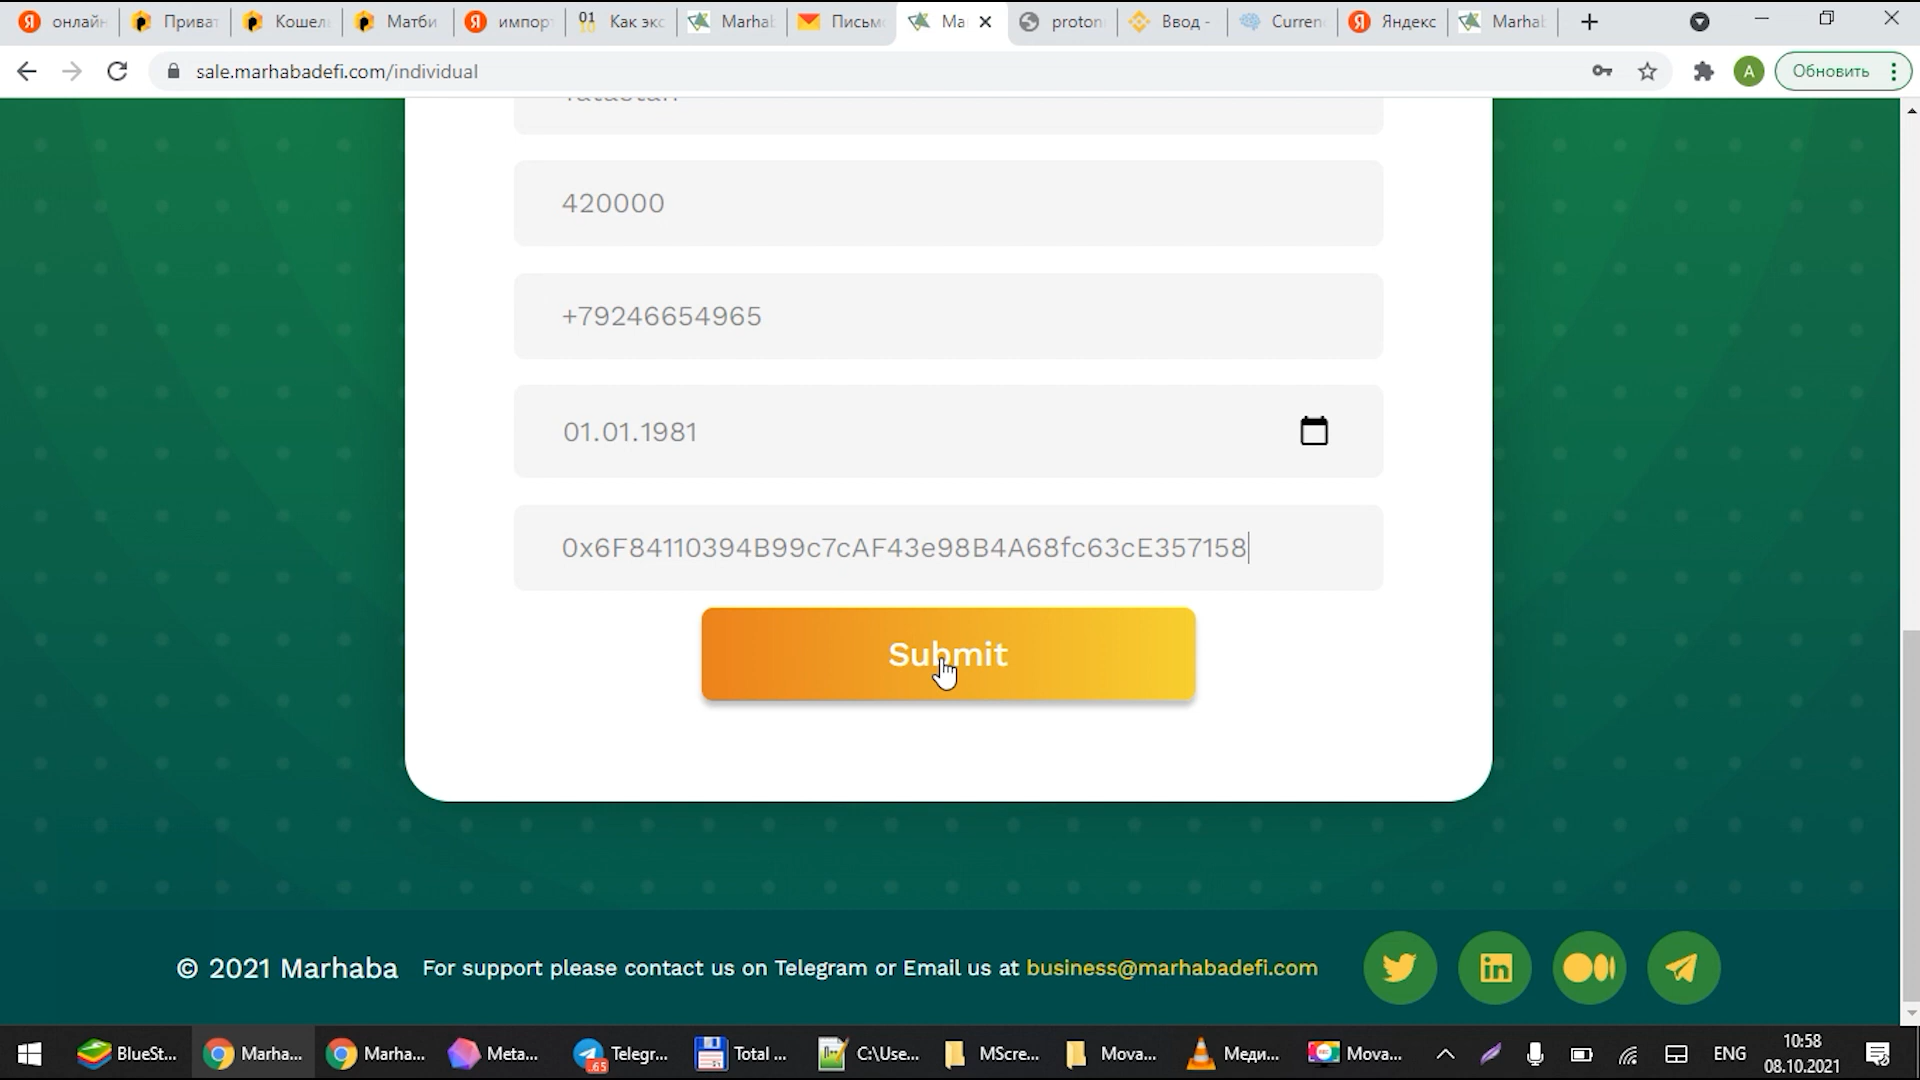 онлайн
Приват
Кошел
Матби
импор
01
Как экс
Marhab
Письмо
Ma
proton
Ввод -
Curren
Яндекс
Marhab
sale.marhabadefi.com/individual
A
Обновить
420000
+79246654965
01.01.1981
0x6F84110394B99c7cAF43e98B4A68fc63cE357158
Submit
© 2021 Marhaba
For support please contact us on Telegram or Email us at business@marhabadefi.com
BlueSt...
Marha...
Marha...
Meta...
65
Telegr...
Total ...
C:\Use...
MScre...
Mova...
Меди...
Mova...
ENG
10:58
08.10.2021